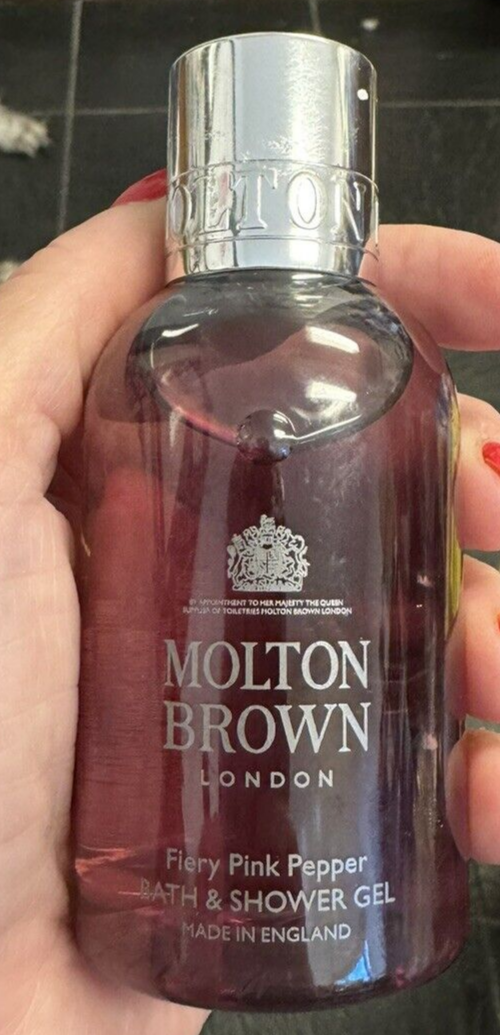 OLTON
BY APPOINTMENT TO HER MAJESTY THE QUEEN
SUPPLIER OF TOILETRIES MOLTON BROWN LONDON
MOLTON
BROWN
LONDON
Fiery Pink Pepper
BATH & SHOWER GEL
MADE IN ENGLAND